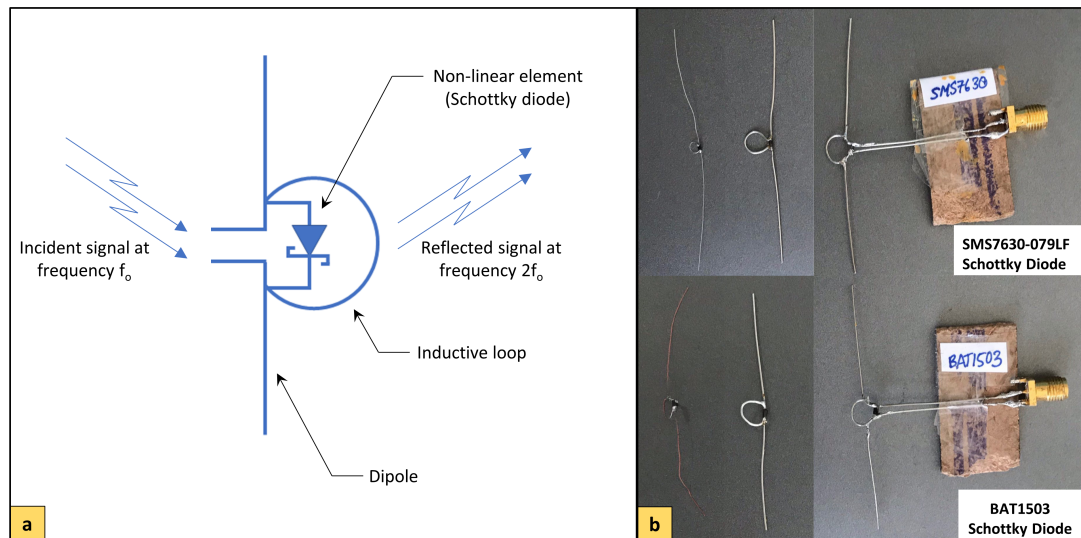 Non-linear element
(Schottky diode)
Incident signal at
frequency fₒ
Reflected signal at
frequency 2fₒ
Inductive loop
Dipole
a
SMS7630
SMS7630-079LF
Schottky Diode
BAT1503
BAT1503
Schottky Diode
b